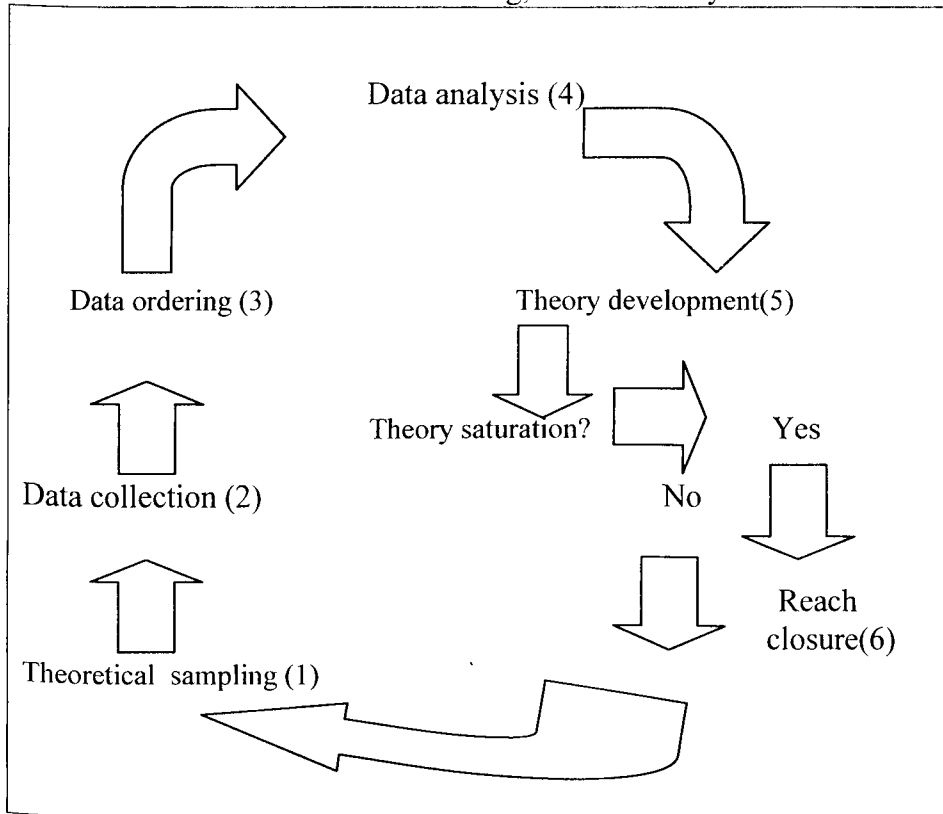 Data analysis (4)
Data ordering (3)
Theory development(5)
Theory saturation?
Yes
No
Data collection (2)
Reach
closure(6)
Theoretical sampling (1)